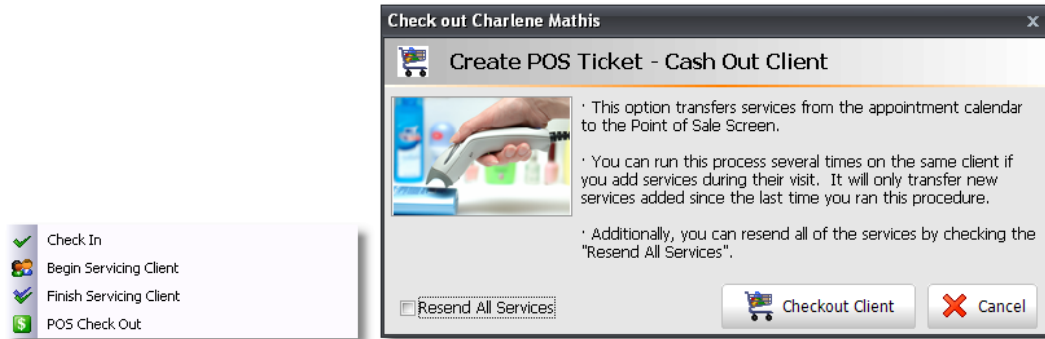 Check out Charlene Mathis
x
Create POS Ticket - Cash Out Client
· This option transfers services from the appointment calendar
to the Point of Sale Screen.
· You can run this process several times on the same client if
you add services during their visit. It will only transfer new
services added since the last time you ran this procedure.
· Additionally, you can resend all of the services by checking the
"Resend All Services".
Resend All Services
Checkout Client
Cancel
Check In
Begin Servicing Client
Finish Servicing Client
$
POS Check Out